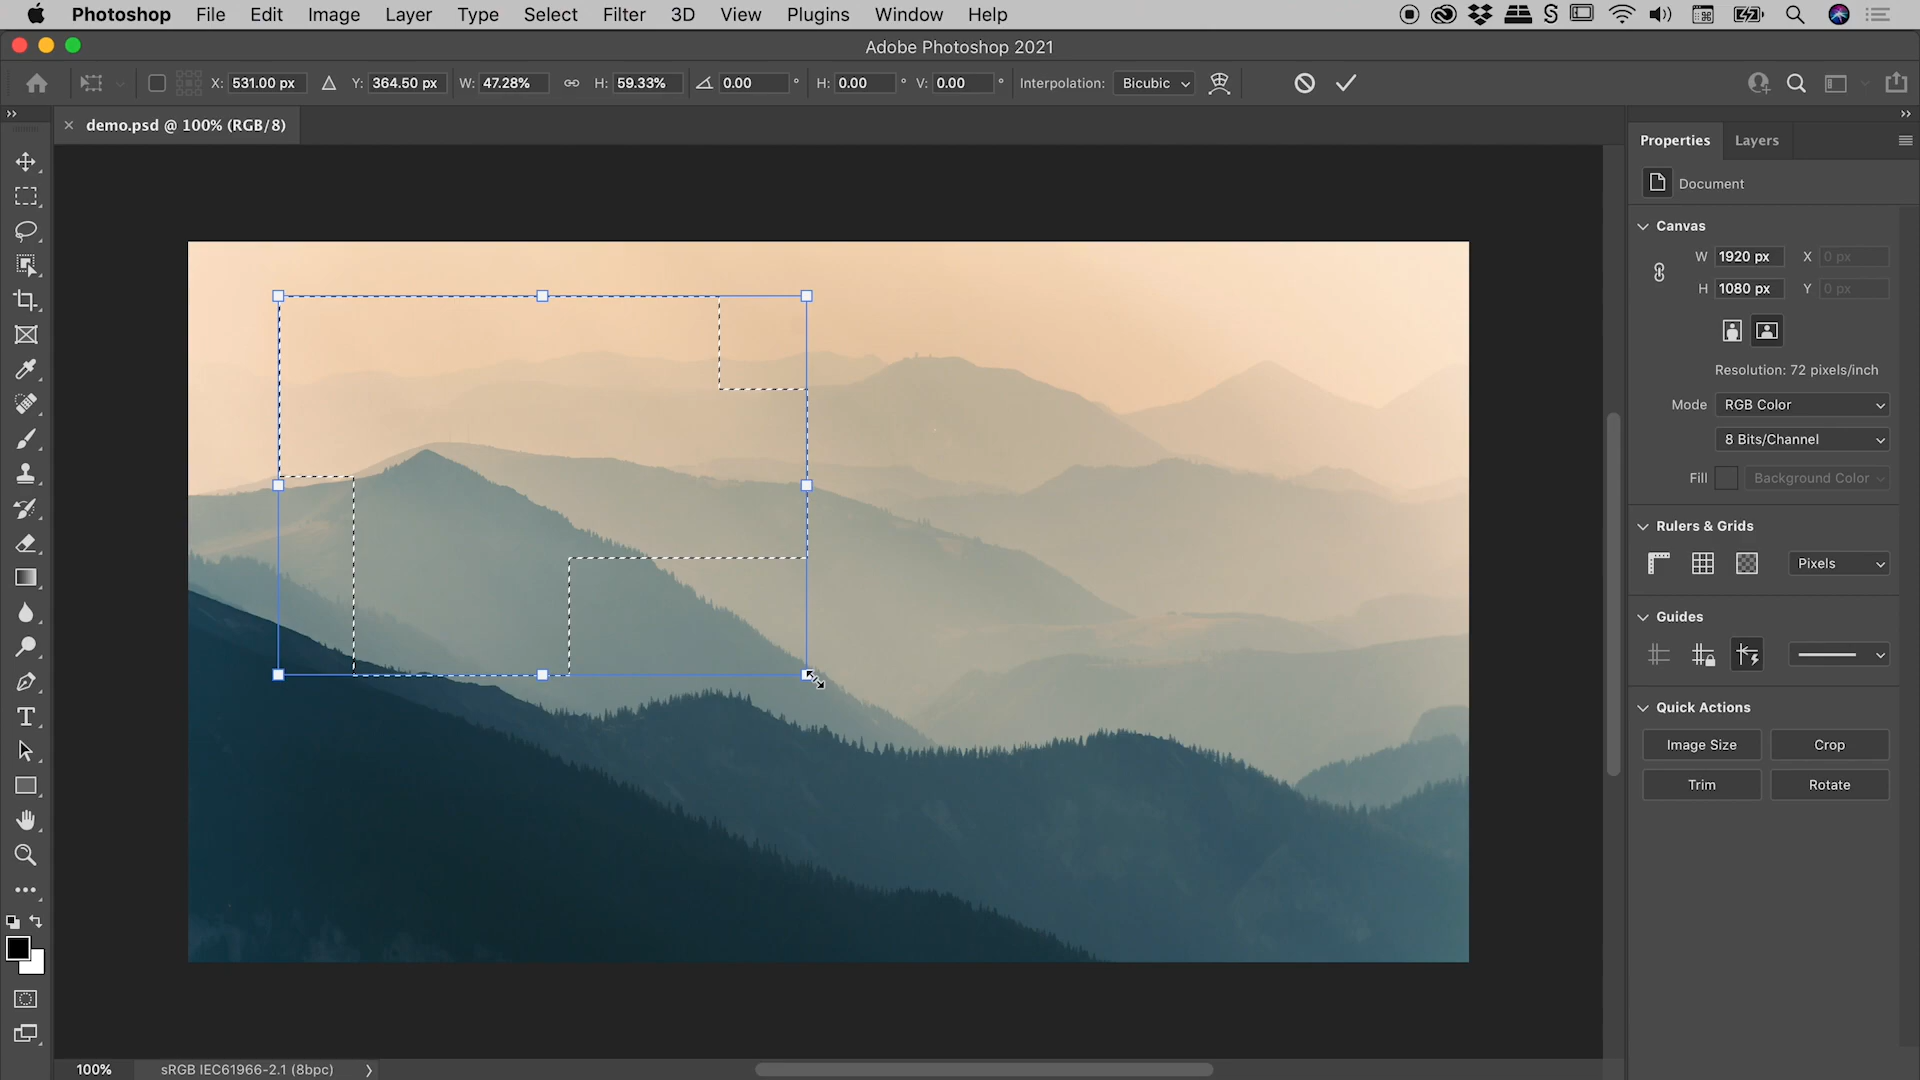 Photoshop File Edit Image Layer Type Select Filter 3D View Plugins Window Help
Adobe Photoshop 2021
X: 531.00 px Y: 364.50 px W: 47.28% H: 59.33% 0.00 ° H: 0.00 ° V: 0.00 ° Interpolation: Bicubic
demo.psd @ 100% (RGB/8)
Properties Layers
Document
Canvas
W 1920 px X 0 px
H 1080 px Y 0 px
Resolution: 72 pixels/inch
Mode RGB Color
8 Bits/Channel
Fill Background Color
Rulers & Grids
Pixels
Guides
Quick Actions
Image Size Crop
Trim Rotate
100% sRGB IEC61966-2.1 (8bpc)